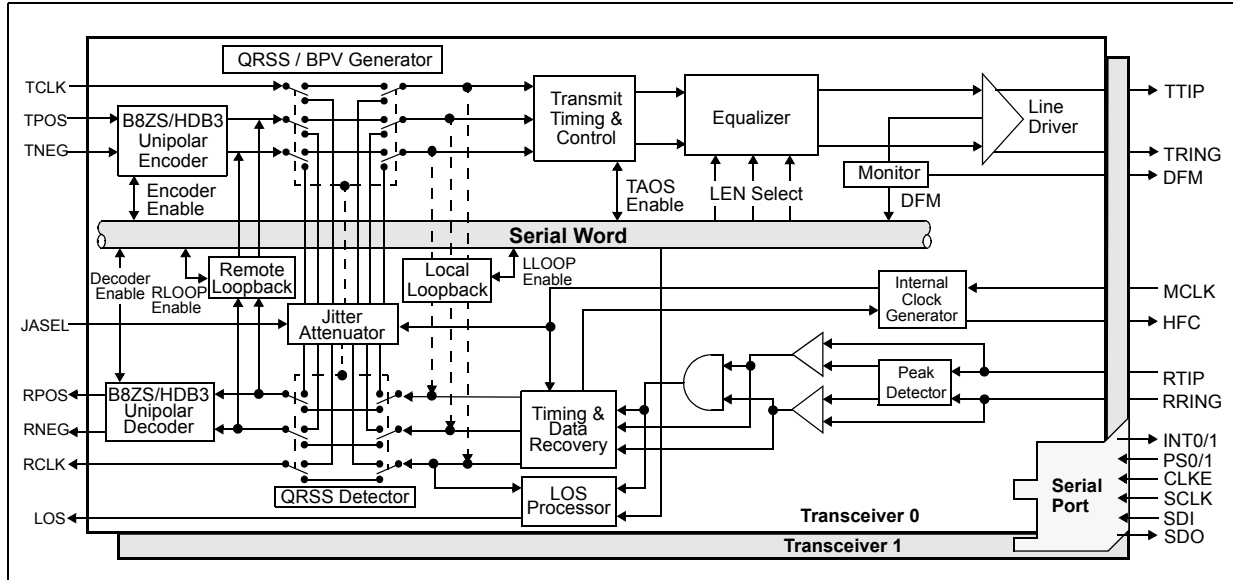 QRSS / BPV Generator
TCLK
TPOS
TNEG
B8ZS/HDB3
Unipolar
Encoder
Transmit
Timing &
Control
Equalizer
Line
Driver
TTIP
TRING
Monitor
DFM
DFM
Encoder
Enable
TAOS
Enable
LEN Select
Serial Word
Decoder
Enable
RLOOP
Enable
Remote
Loopback
Local
Loopback
LLOOP
Enable
Internal
Clock
Generator
MCLK
HFC
JASEL
Jitter
Attenuator
RPOS
RNEG
RCLK
LOS
B8ZS/HDB3
Unipolar
Decoder
Timing &
Data
Recovery
Peak
Detector
RTIP
RRING
QRSS Detector
LOS
Processor
INT0/1
PS0/1
CLKE
SCLK
SDI
SDO
Serial
Port
Transceiver 0
Transceiver 1